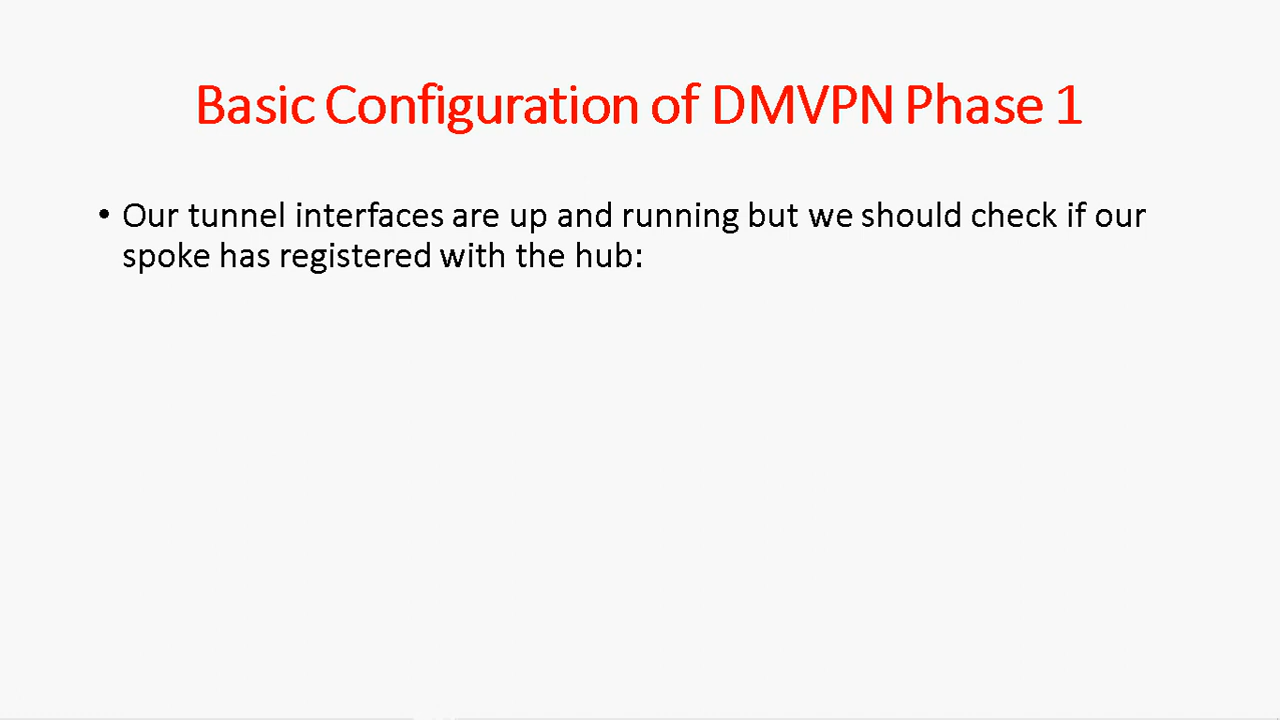 Basic Configuration of DMVPN Phase 1
• Our tunnel interfaces are up and running but we should check if our
spoke has registered with the hub: